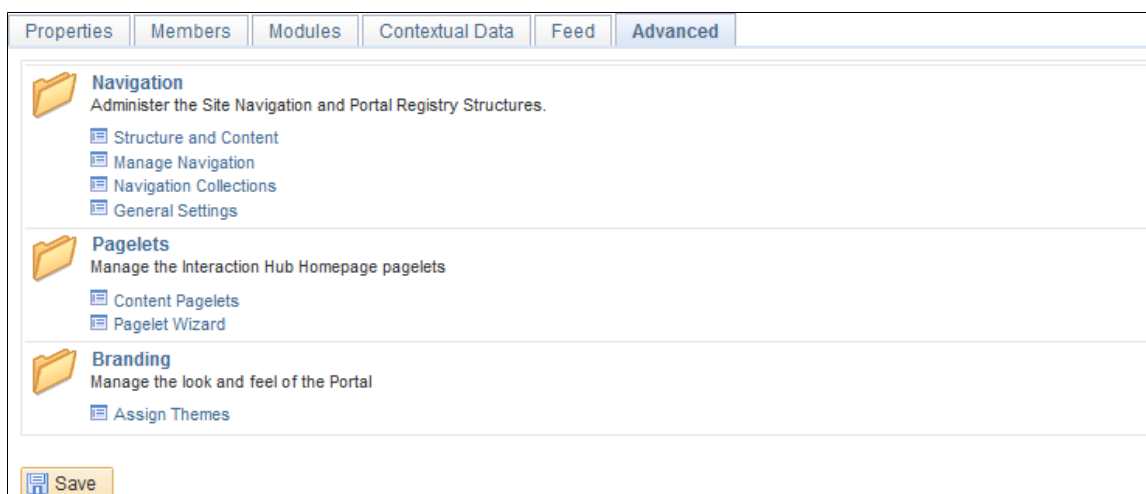 Properties Members Modules Contextual Data Feed Advanced
Navigation
Administer the Site Navigation and Portal Registry Structures.
Structure and Content
Manage Navigation
Navigation Collections
General Settings
Pagelets
Manage the Interaction Hub Homepage pagelets
Content Pagelets
Pagelet Wizard
Branding
Manage the look and feel of the Portal
Assign Themes
Save